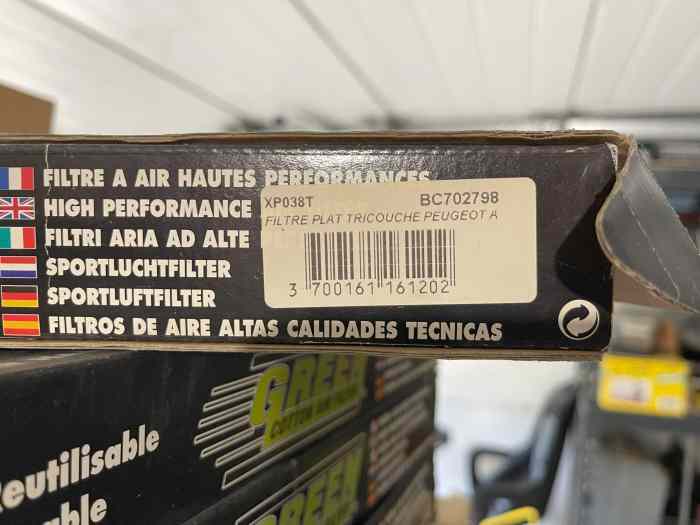 FILTRE A AIR HAUTES PERFORMANCES
HIGH PERFORMANCE
FILTRI ARIA AD ALTE
SPORTLUCHTFILTER
SPORTLUFTFILTER
FILTROS DE AIRE ALTAS CALIDADES TECNICAS
XP038T BC702798
FILTRE PLAT TRICOUCHE PEUGEOT A
3 700161 161202
GREEN
COTTON AIR FILTER
eutilisable
GREEN
ble